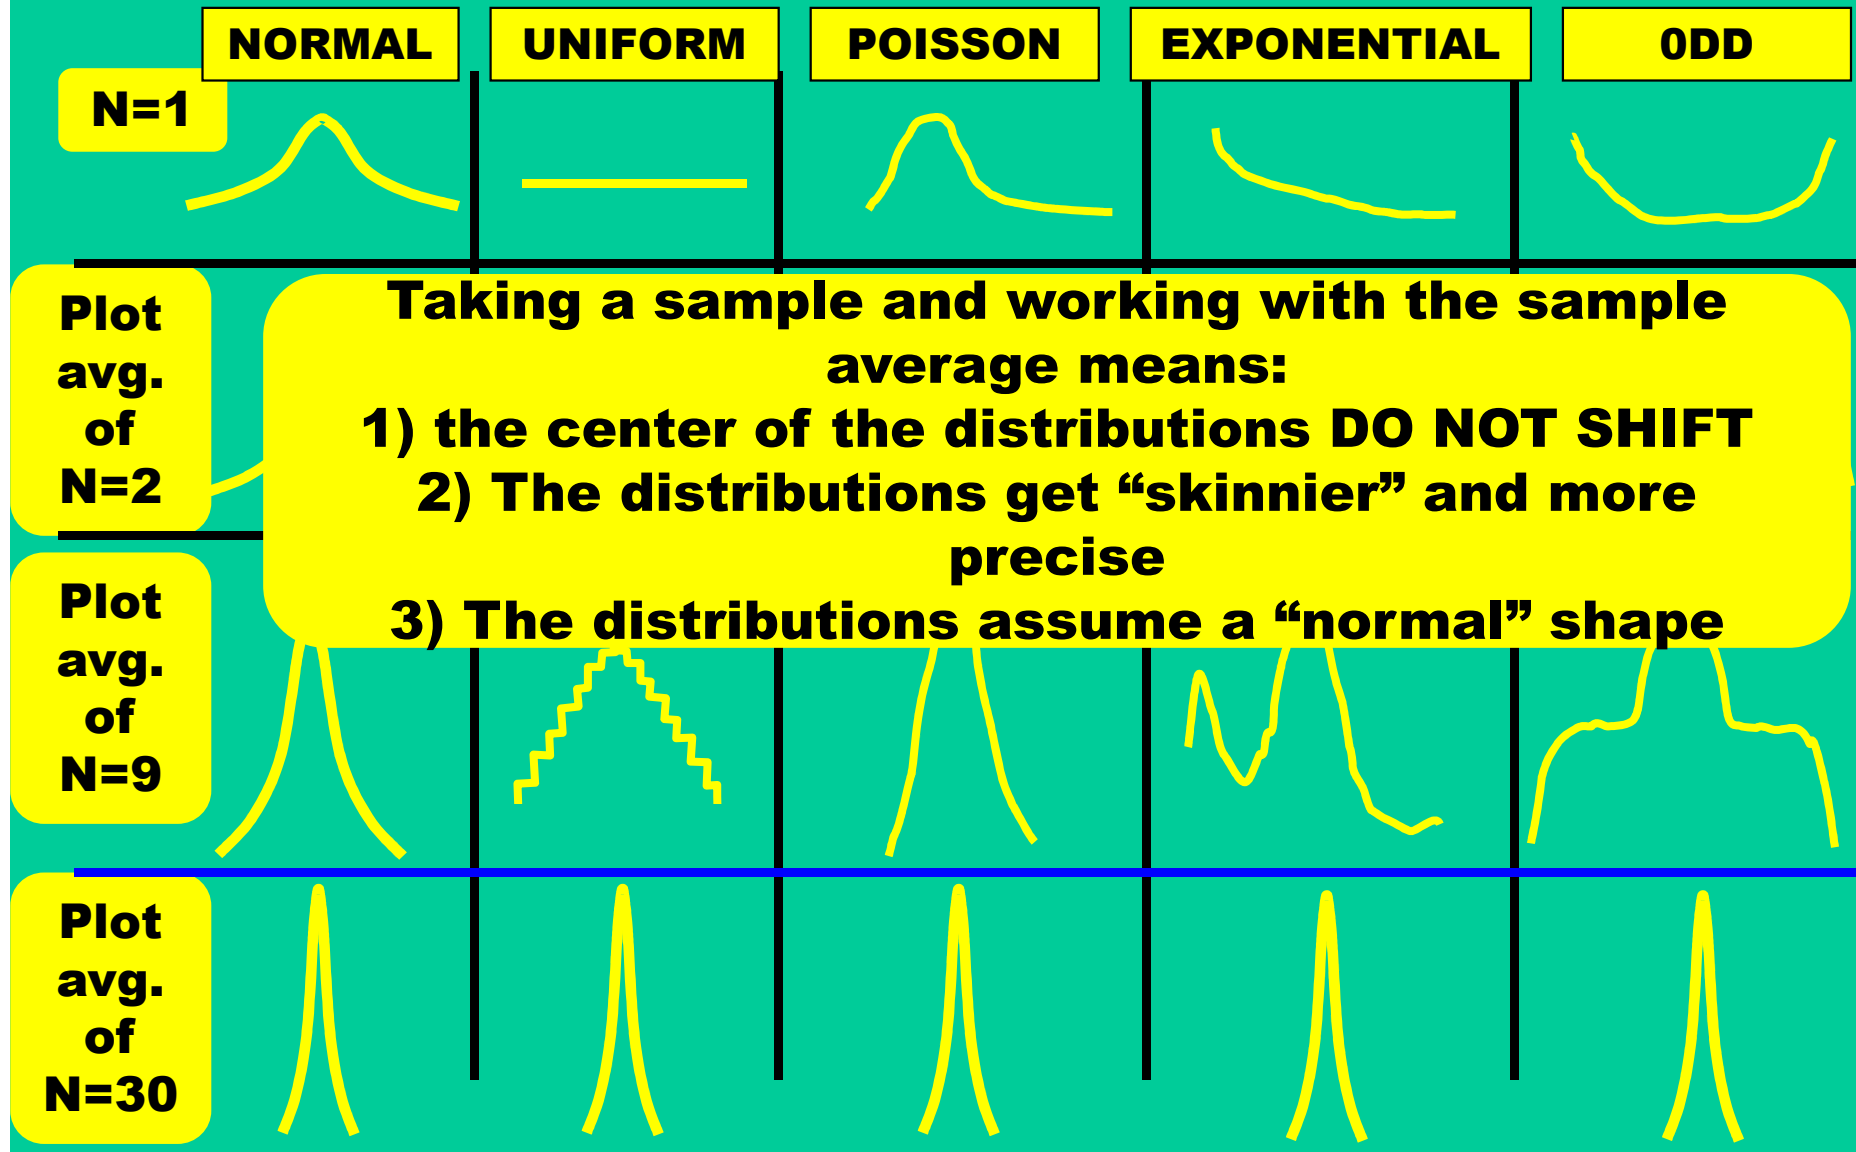 NORMAL UNIFORM POISSON EXPONENTIAL 0DD
N=1
Plot
avg.
of
N=2
Taking a sample and working with the sample
average means:
1) the center of the distributions DO NOT SHIFT
2) The distributions get “skinnier” and more
precise
3) The distributions assume a “normal” shape
Plot
avg.
of
N=9
Plot
avg.
of
N=30